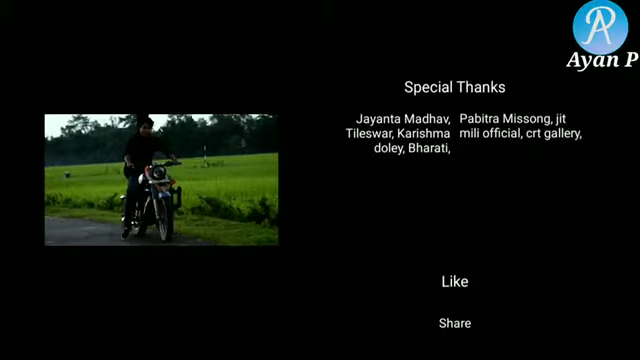 Ayan P
Special Thanks
Jayanta Madhav,
Tileswar, Karishma
doley, Bharati,
Pabitra Missong, jit
mili official, crt gallery,
Like
Share